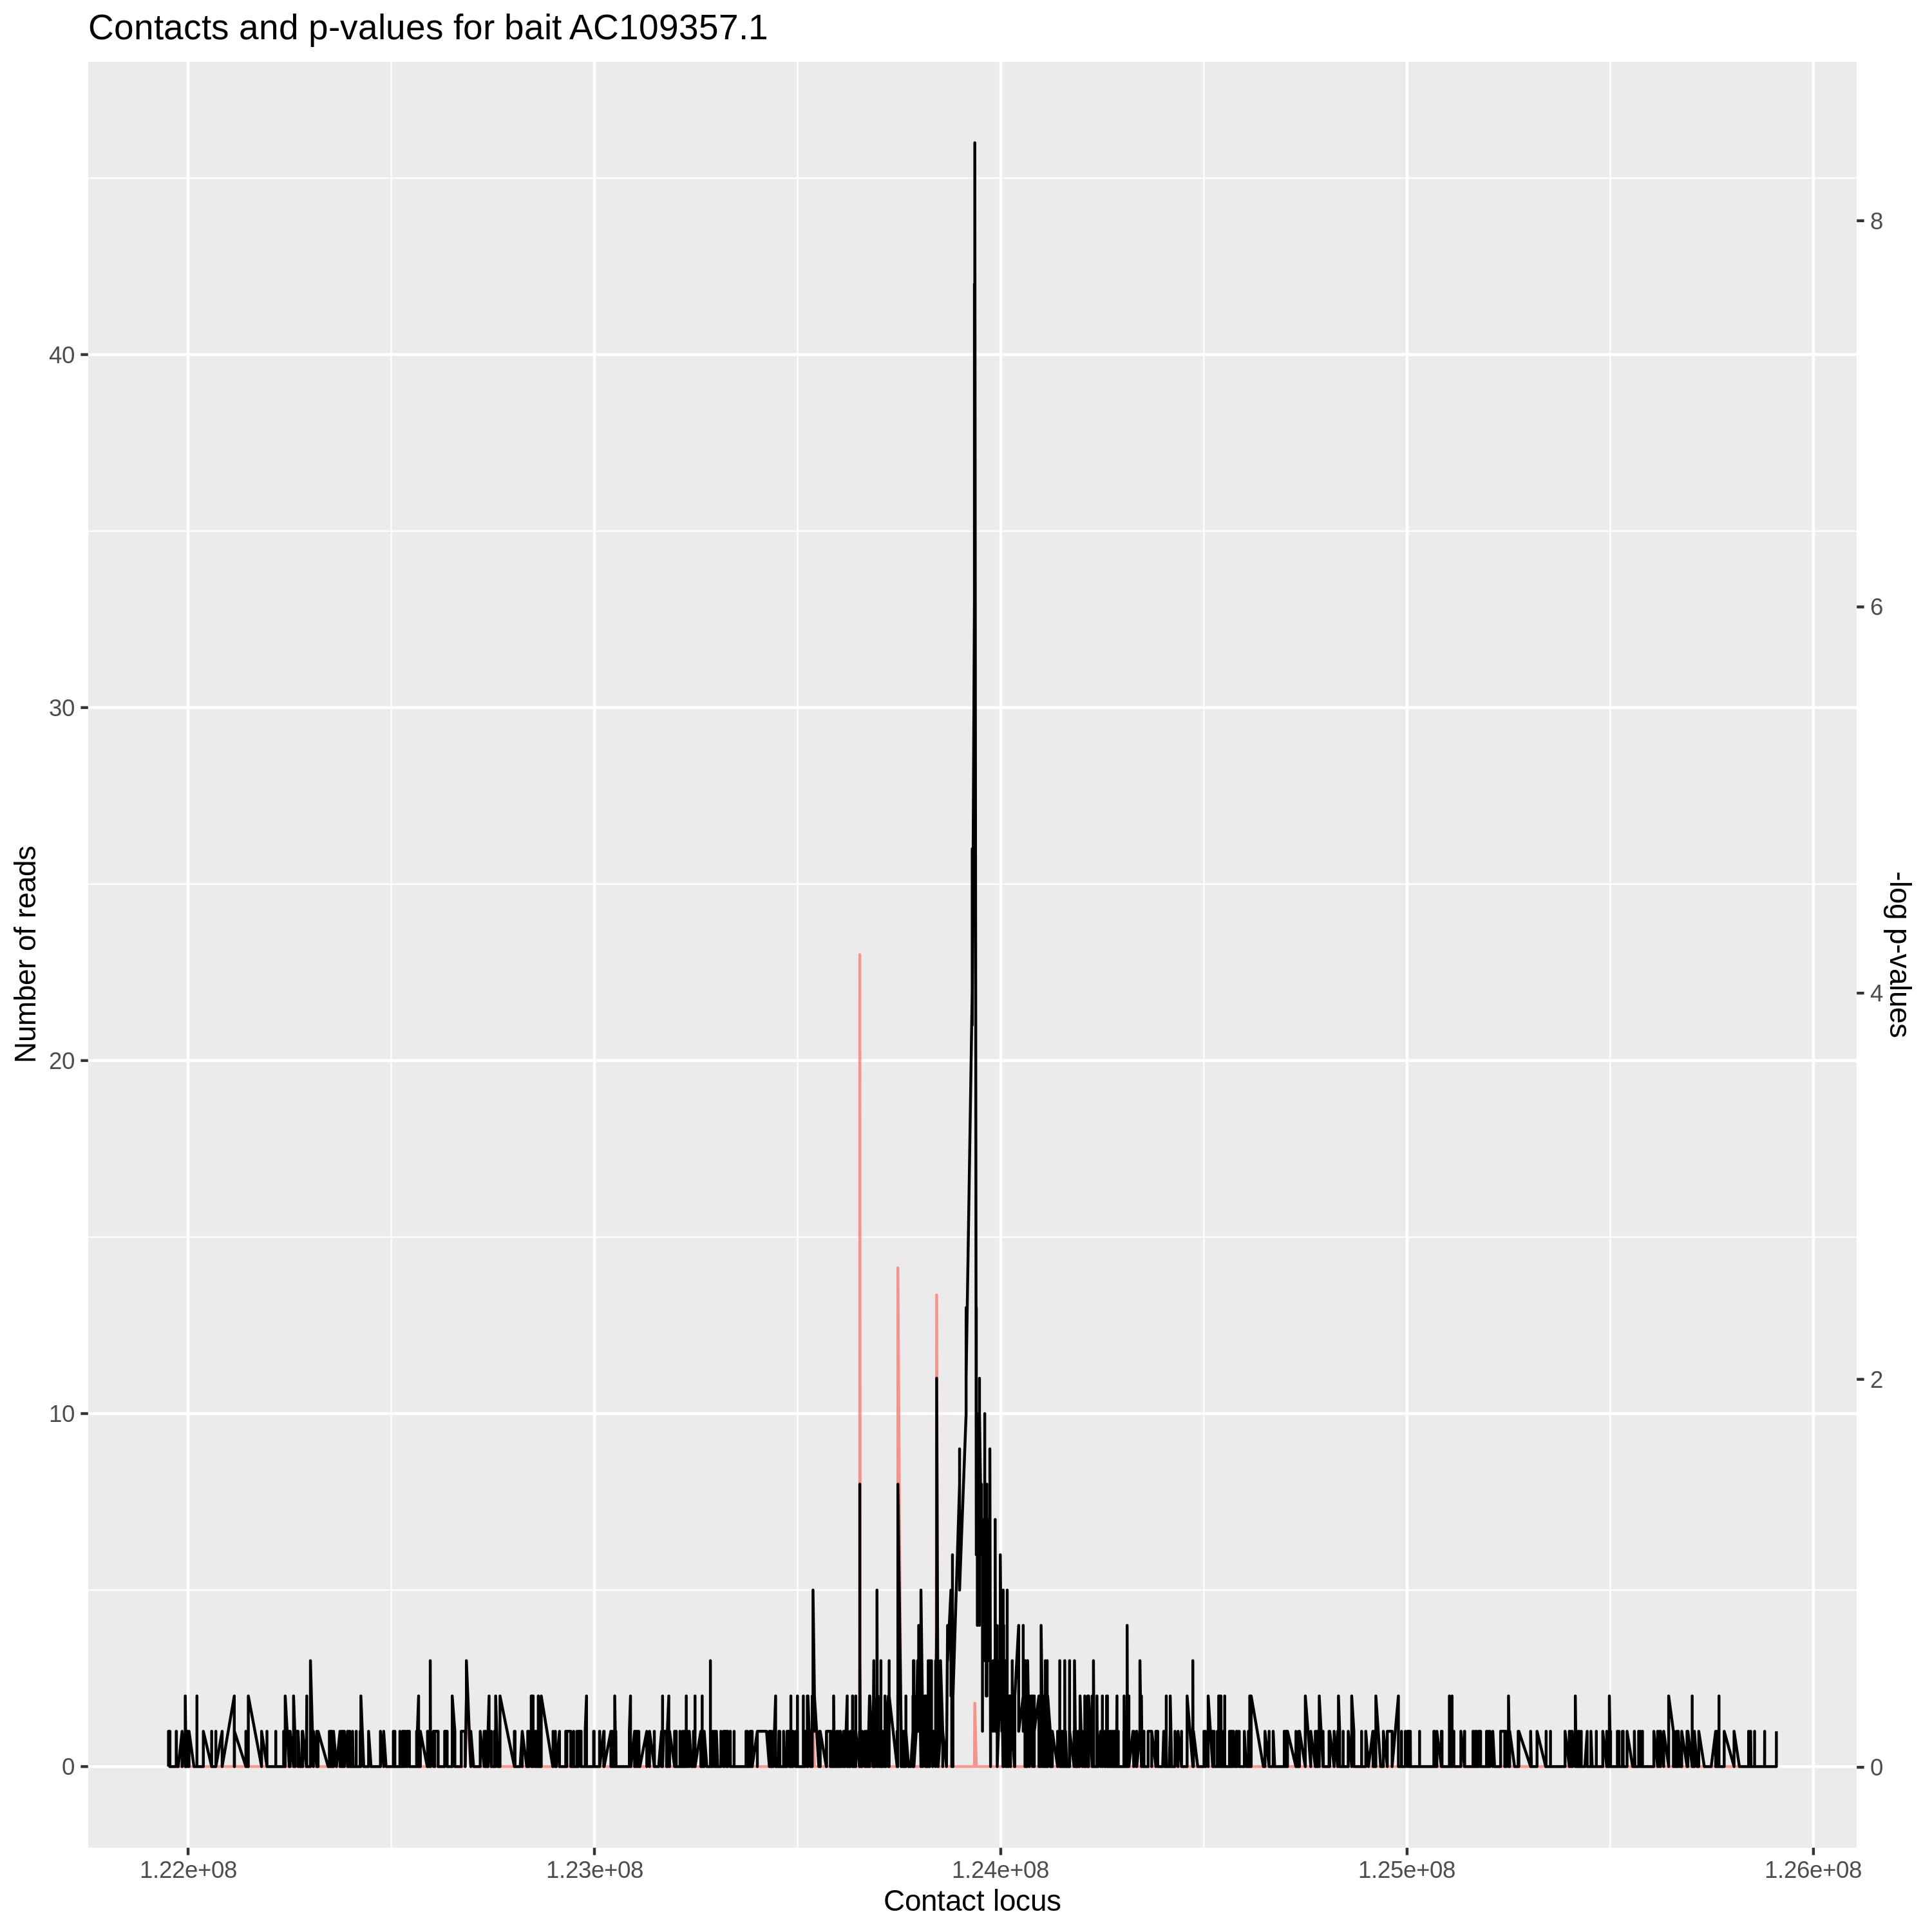 Contacts and p-values for bait AC109357.1
Number of reads
40
30
20
10
0
8
6
4
2
0
-log p-values
1.22e+08 1.23e+08 1.24e+08 1.25e+08 1.26e+08
Contact locus